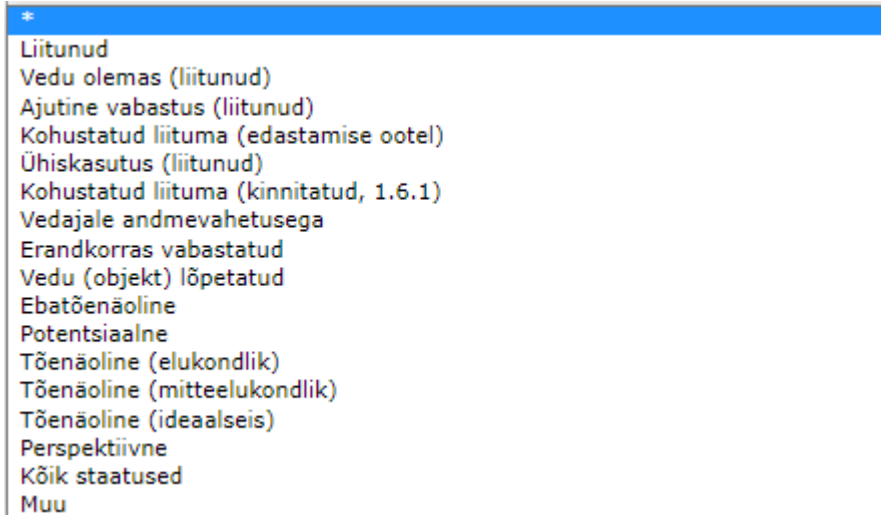 *
Liitunud
Vedu olemas (liitunud)
Ajutine vabastus (liitunud)
Kohustatud liituma (edastamise ootel)
Ühiskasutus (liitunud)
Kohustatud liituma (kinnitatud, 1.6.1)
Vedajale andmevahetusega
Erandkorras vabastatud
Vedu (objekt) lõpetatud
Ebatõenäoline
Potentsiaalne
Tõenäoline (elukondlik)
Tõenäoline (mitteelukondlik)
Tõenäoline (ideaalseis)
Perspektiivne
Kõik staatused
Muu